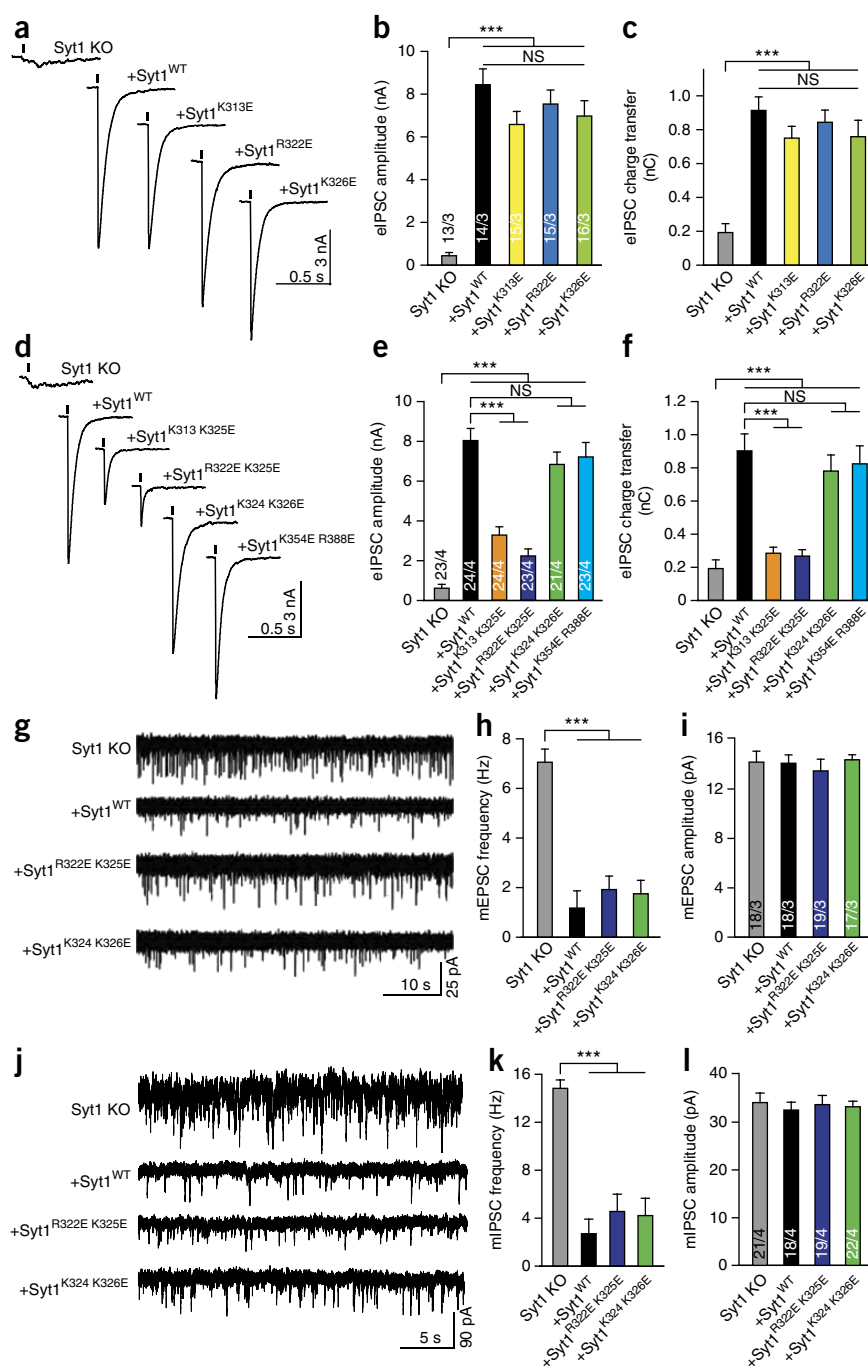 a
Syt1 KO
+Syt1WT
+Syt1K313E
+Syt1R322E
+Syt1K326E
3 nA
0.5 s
b
***
NS
eIPSC amplitude (nA)
10
8
6
4
2
0
13/3
14/3
15/3
15/3
16/3
Syt1 KO
+Syt1WT
+Syt1K313E
+Syt1R322E
+Syt1K326E
c
***
NS
eIPSC charge transfer
(nC)
1.0
0.8
0.6
0.4
0.2
0
Syt1 KO
+Syt1WT
+Syt1K313E
+Syt1R322E
+Syt1K326E
d
Syt1 KO
+Syt1WT
+Syt1K313 K325E
+Syt1R322E K325E
+Syt1K324 K326E
+Syt1K354E R388E
3 nA
0.5 s
e
***
NS
***
eIPSC amplitude (nA)
10
8
6
4
2
0
23/4
24/4
24/4
23/4
21/4
23/4
Syt1 KO
+Syt1WT
+Syt1K313 K325E
+Syt1R322E K325E
+Syt1K324 K326E
+Syt1K354E R388E
f
***
NS
***
eIPSC charge transfer
(nC)
1.2
1.0
0.8
0.6
0.4
0.2
0
Syt1 KO
+Syt1WT
+Syt1K313 K325E
+Syt1R322E K325E
+Syt1K324 K326E
+Syt1K354E R388E
g
Syt1 KO
+Syt1WT
+Syt1R322E K325E
+Syt1K324 K326E
10 s
25 pA
h
***
mEPSC frequency (Hz)
8
6
4
2
0
Syt1 KO
+Syt1WT
+Syt1R322E K325E
+Syt1K324 K326E
i
mEPSC amplitude (pA)
16
14
12
10
8
6
4
2
0
18/3
18/3
19/3
17/3
Syt1 KO
+Syt1WT
+Syt1R322E K325E
+Syt1K324 K326E
j
Syt1 KO
+Syt1WT
+Syt1R322E K325E
+Syt1K324 K326E
5 s
90 pA
k
***
mIPSC frequency (Hz)
16
12
8
4
0
Syt1 KO
+Syt1WT
+Syt1R322E K325E
+Syt1K324 K326E
l
mIPSC amplitude (pA)
40
30
20
10
0
21/4
18/4
19/4
22/4
Syt1 KO
+Syt1WT
+Syt1R322E K325E
+Syt1K324 K326E